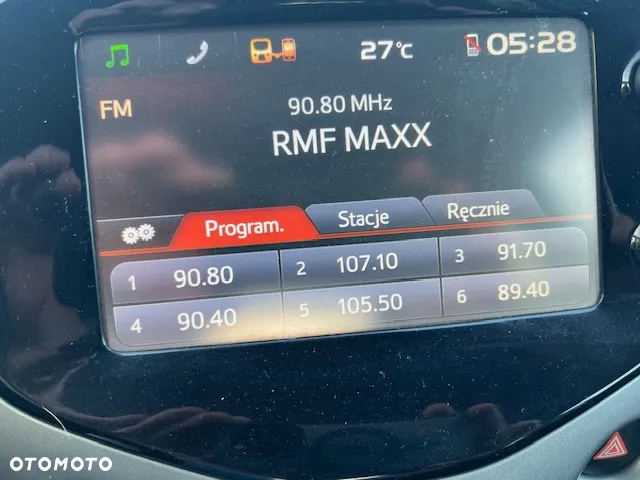 27°C 05:28
FM 90.80 MHz
RMF MAXX
Program. Stacje Ręcznie
1 90.80 2 107.10 3 91.70
4 90.40 5 105.50 6 89.40
OTOMOTO